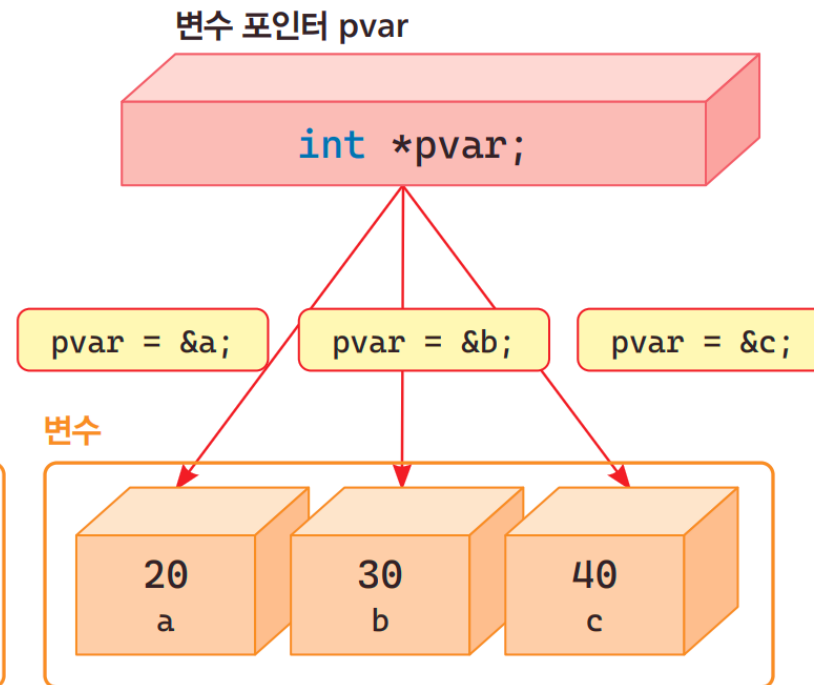 변수 포인터 pvar
int *pvar;
pvar = &a;
pvar = &b;
pvar = &c;
변수
20
a
30
b
40
c